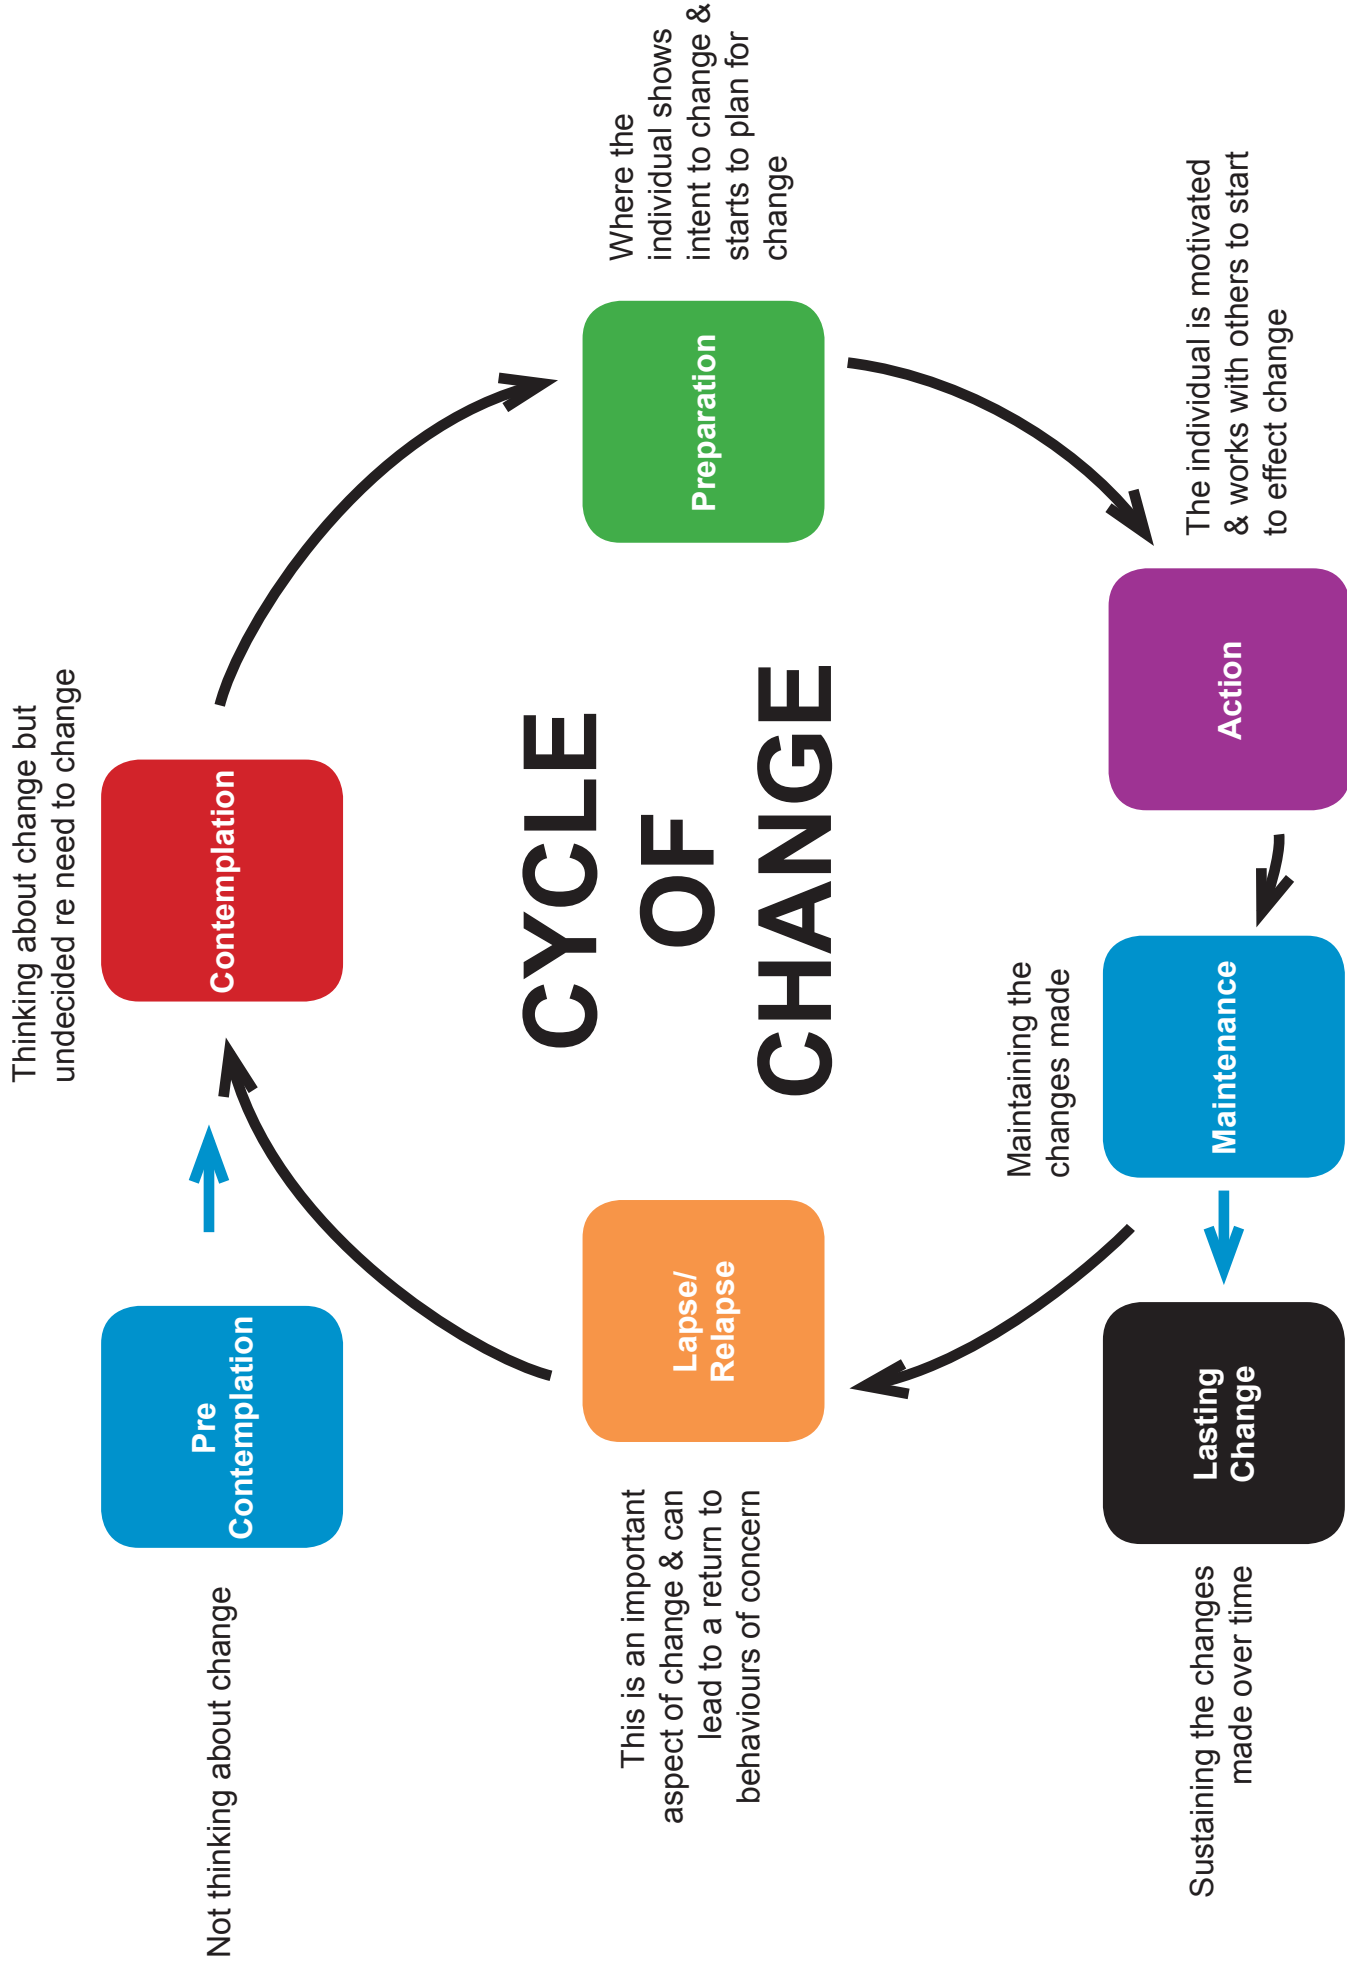 Not thinking about change
Pre
Contemplation
Thinking about change but
undecided re need to change
Contemplation
Where the
individual shows
intent to change &
starts to plan for
change
Preparation
CYCLE
OF
CHANGE
The individual is motivated
& works with others to start
to effect change
Action
Maintaining the
changes made
Maintenance
Sustaining the changes
made over time
Lasting
Change
This is an important
aspect of change & can
lead to a return to
behaviours of concern
Lapse/
Relapse